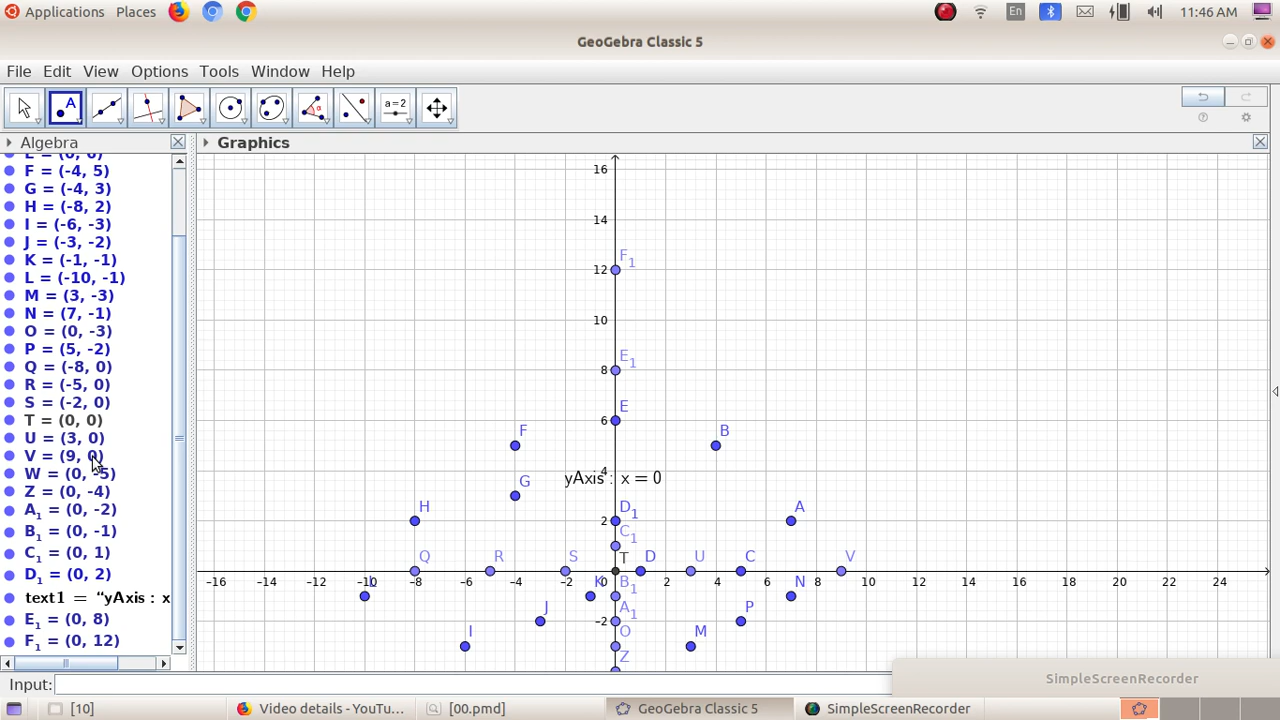 Applications Places En 11:46 AM
GeoGebra Classic 5
File Edit View Options Tools Window Help
A α a=2
Algebra Graphics
F = (-4, 5)
G = (-4, 3)
H = (-8, 2)
I = (-6, -3)
J = (-3, -2)
K = (-1, -1)
L = (-10, -1)
M = (3, -3)
N = (7, -1)
O = (0, -3)
P = (5, -2)
Q = (-8, 0)
R = (-5, 0)
S = (-2, 0)
T = (0, 0)
U = (3, 0)
V = (9, 0)
W = (0, -5)
Z = (0, -4)
A₁ = (0, -2)
B₁ = (0, -1)
C₁ = (0, 1)
D₁ = (0, 2)
text1 = “yAxis : x
E₁ = (0, 8)
F₁ = (0, 12)
16
14
F₁
12
10
E₁
8
E
6
F B
4
yAxis : x = 0
G
H D₁ A
2
C₁
Q R S T D U C V
-16 -14 -12 -10 -8 -6 -4 -2 0 2 4 6 8 10 12 14 16 18 20 22 24
K B₁ N
J A₁ P
-2
I O M
Z
Input:
SimpleScreenRecorder
[10] Video details - YouTu... [00.pmd] GeoGebra Classic 5 SimpleScreenRecorder